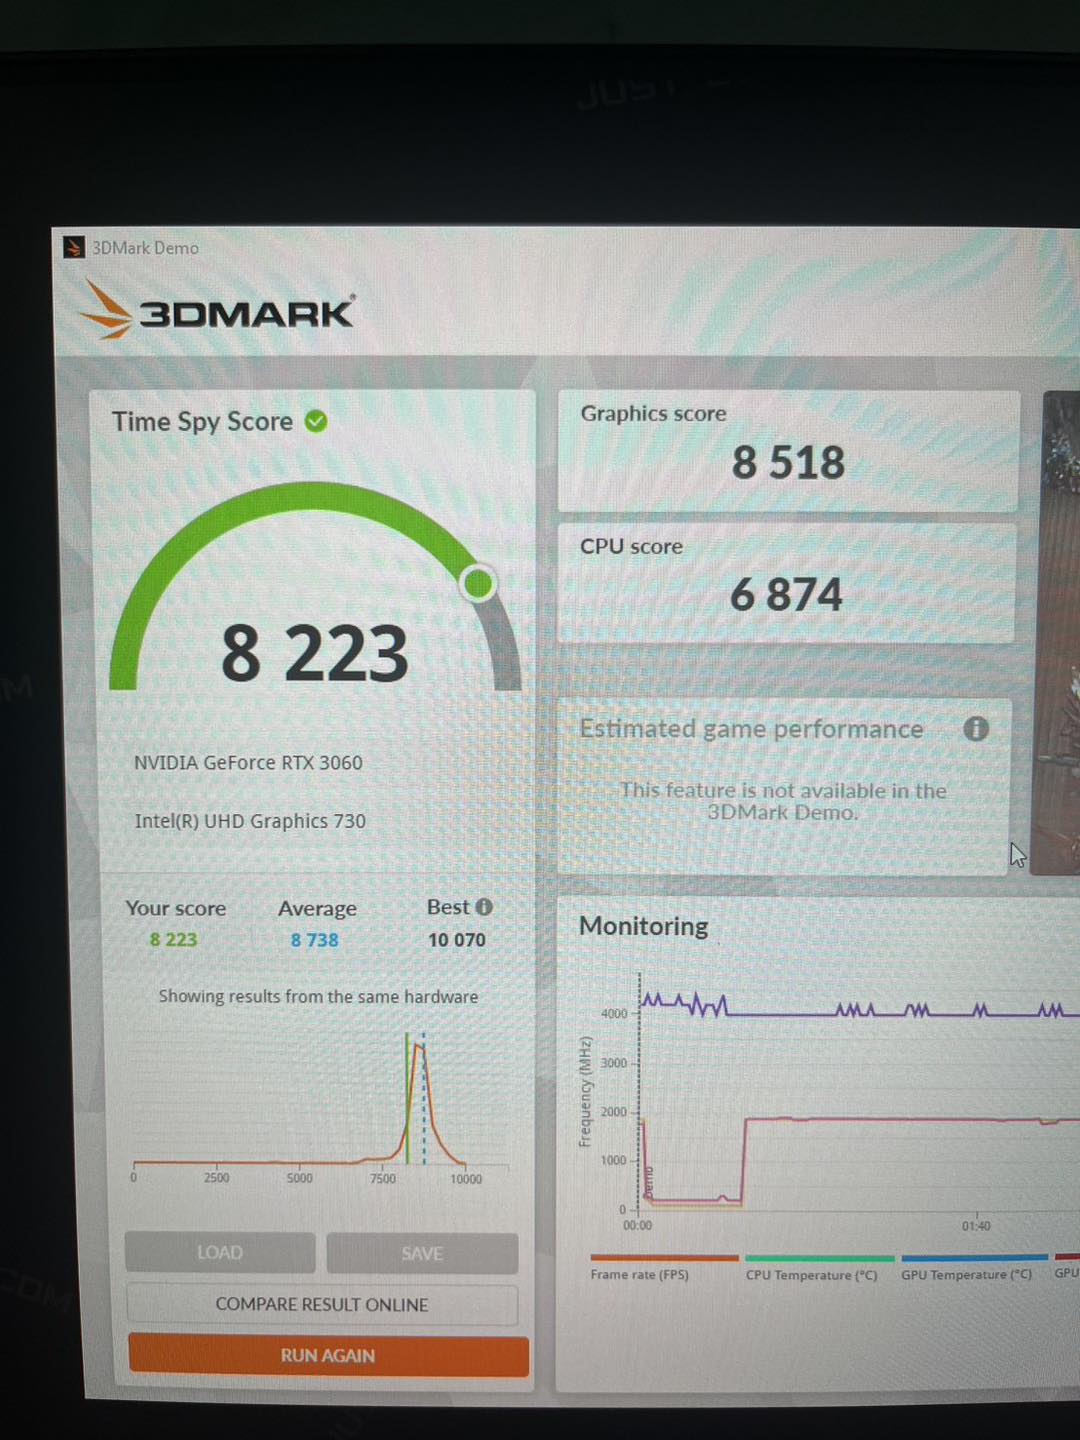 3DMark Demo
3DMARK
Time Spy Score
8 223
NVIDIA GeForce RTX 3060
Intel(R) UHD Graphics 730
Your score
Average
Best
8 223
8 738
10 070
Showing results from the same hardware
0
2500
5000
7500
10000
LOAD
SAVE
COMPARE RESULT ONLINE
RUN AGAIN
Graphics score
8 518
CPU score
6 874
Estimated game performance
This feature is not available in the
3DMark Demo.
Monitoring
Frequency (MHz)
4000
3000
2000
1000
0
Demo
00:00
01:40
Frame rate (FPS)
CPU Temperature (°C)
GPU Temperature (°C)
GPU